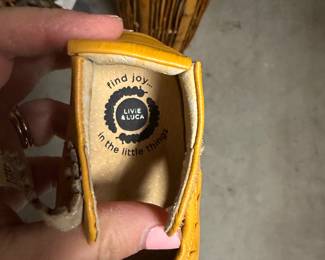 find joy...
LIVIE
& LUCA
in the little things